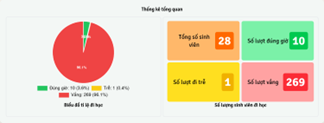 Thống kê tổng quan
96.1%
Đúng giờ: 10 (3.6%)
Trễ: 1 (0.4%)
Vắng: 269 (96.1%)
Biểu đồ tỉ lệ đi học
Tổng số sinh viên
28
Số lượt đúng giờ
10
Số lượt đi trễ
1
Số lượt vắng
269
Số lượng sinh viên đi học